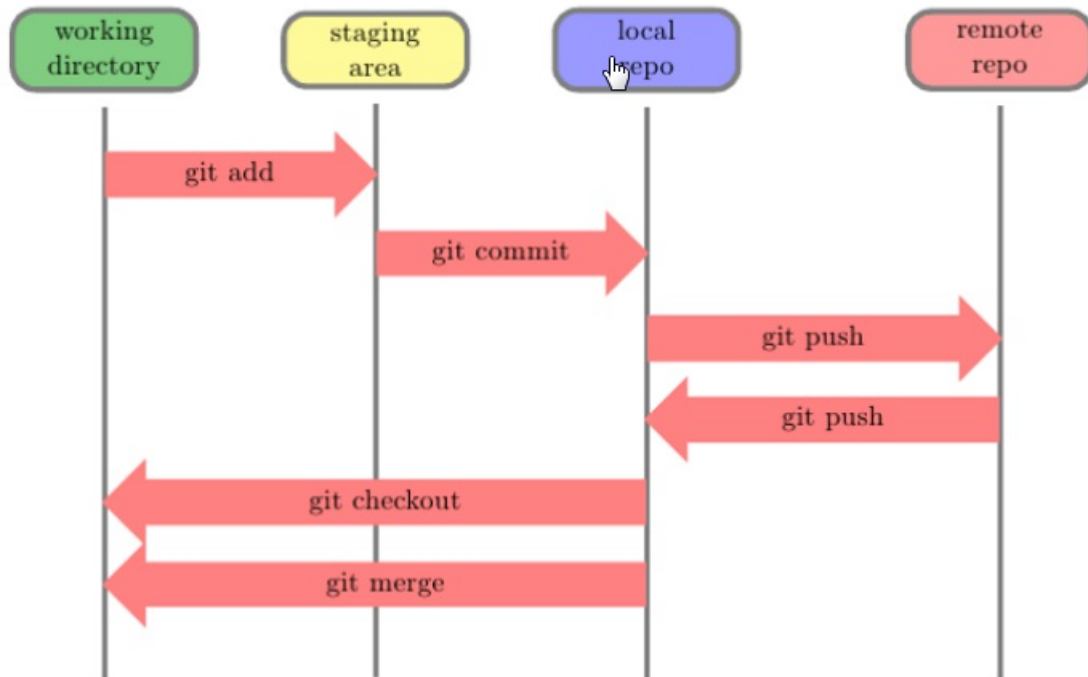 working
directory
staging
area
local
repo
remote
repo
git add
git commit
git push
git push
git checkout
git merge